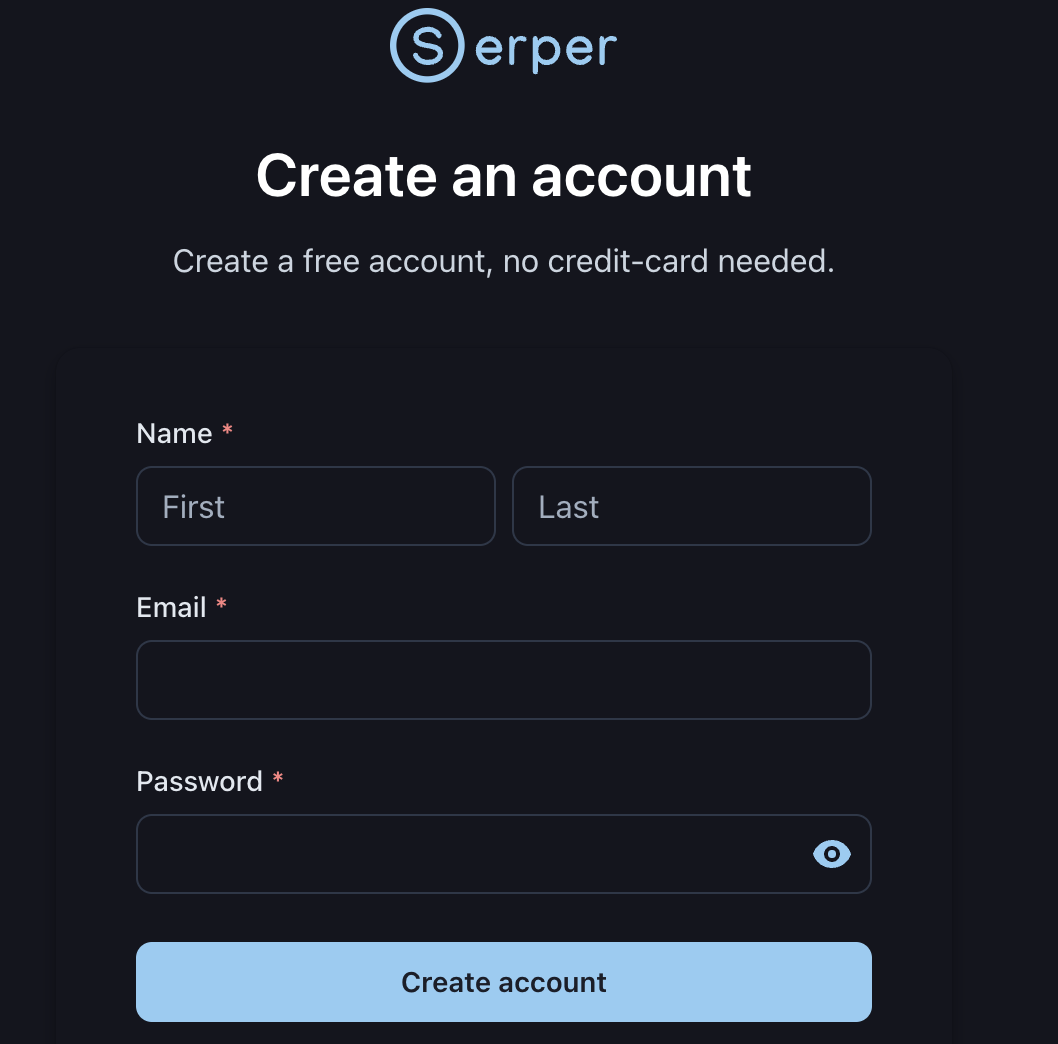 Serper
Create an account
Create a free account, no credit-card needed.
Name *
First Last
Email *
Password *
Create account